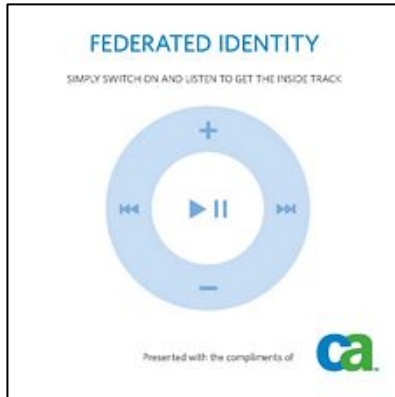 FEDERATED IDENTITY
SIMPLY SWITCH ON AND LISTEN TO GET THE INSIDE TRACK
Presented with the compliments of
ca